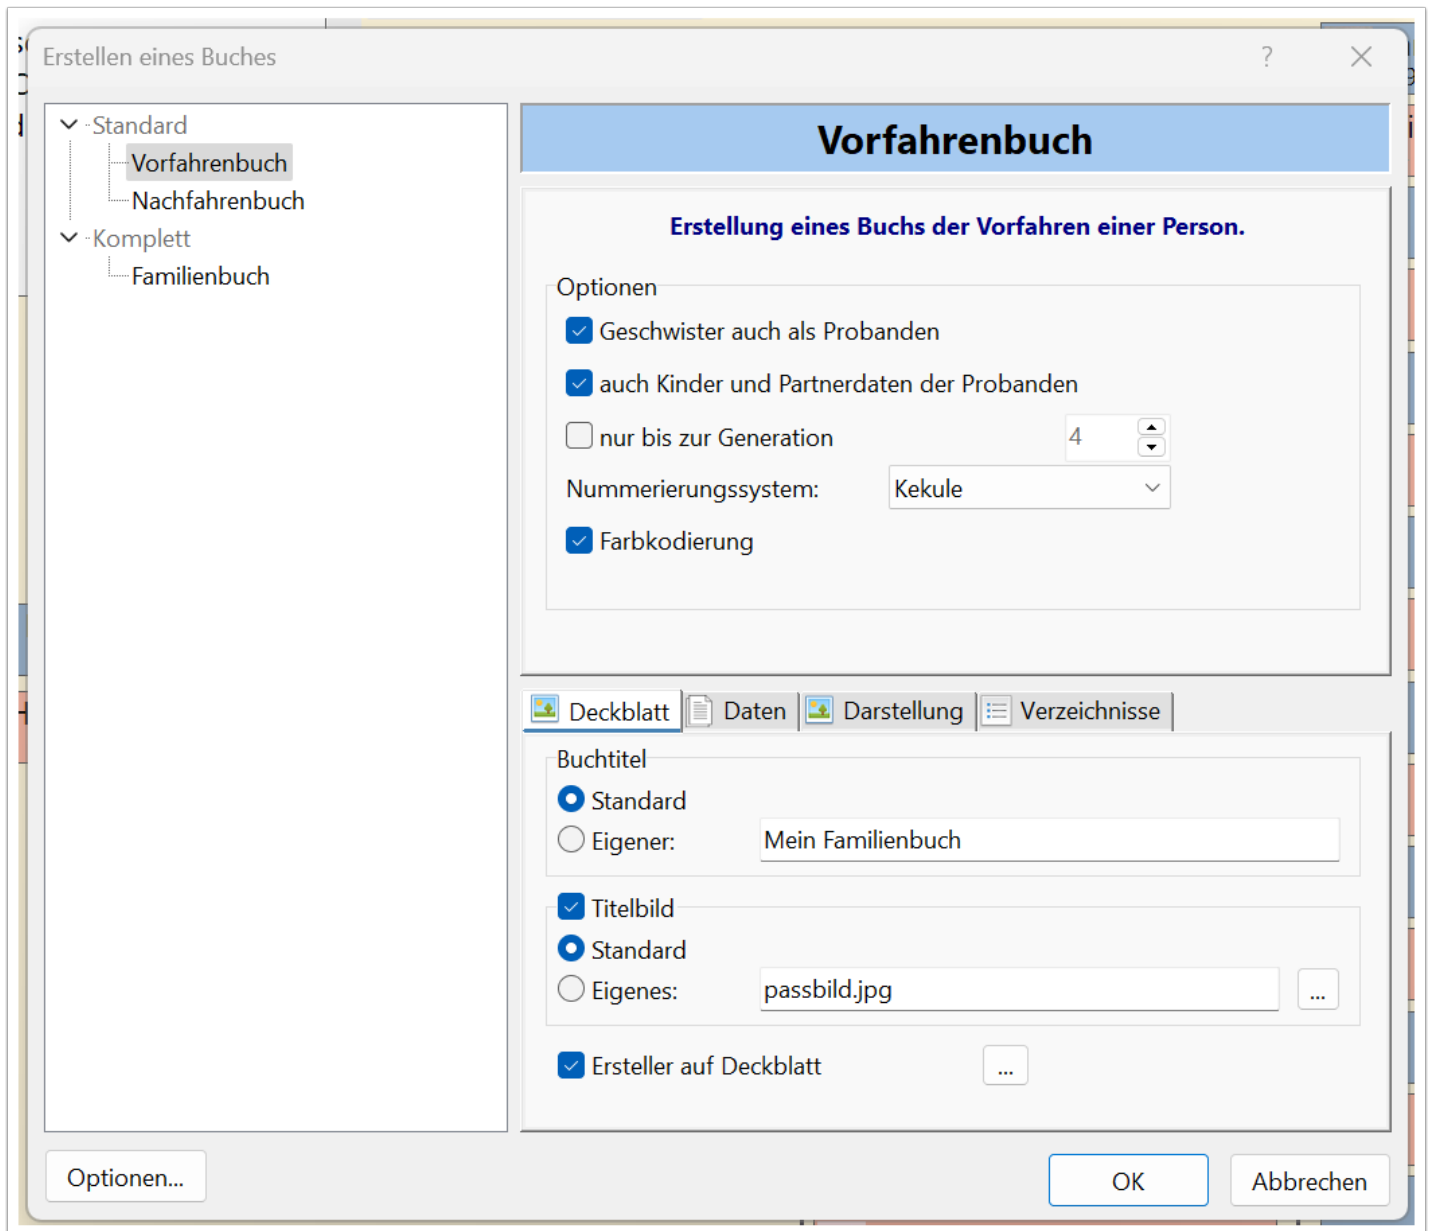 Erstellen eines Buches
?
Standard
Vorfahrenbuch
Nachfahrenbuch
Komplett
Familienbuch
Vorfahrenbuch
Erstellung eines Buchs der Vorfahren einer Person.
Optionen
Geschwister auch als Probanden
auch Kinder und Partnerdaten der Probanden
nur bis zur Generation 4
Nummerierungssystem: Kekule
Farbkodierung
Deckblatt Daten Darstellung Verzeichnisse
Buchtitel
Standard
Eigener: Mein Familienbuch
Titelbild
Standard
Eigenes: passbild.jpg ...
Ersteller auf Deckblatt ...
Optionen... OK Abbrechen